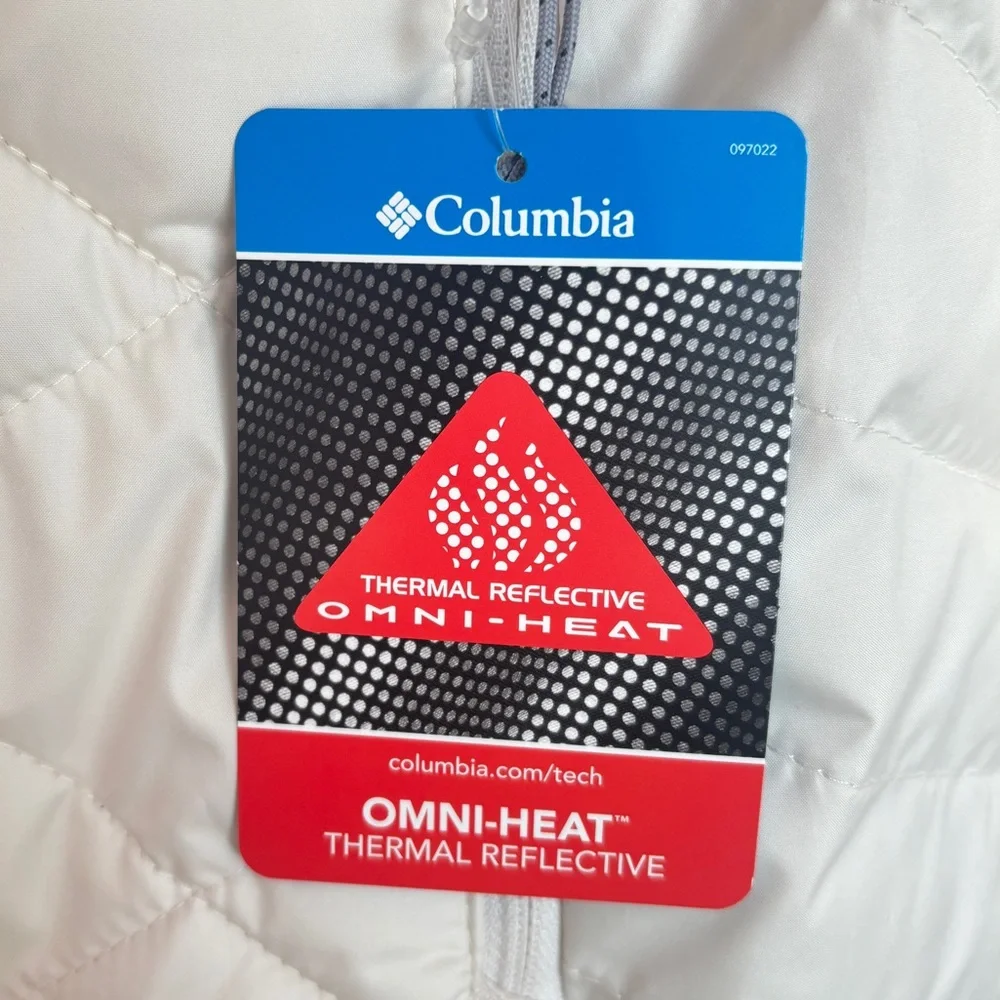 097022
Columbia
THERMAL REFLECTIVE
OMNI-HEAT
columbia.com/tech
OMNI-HEAT™
THERMAL REFLECTIVE